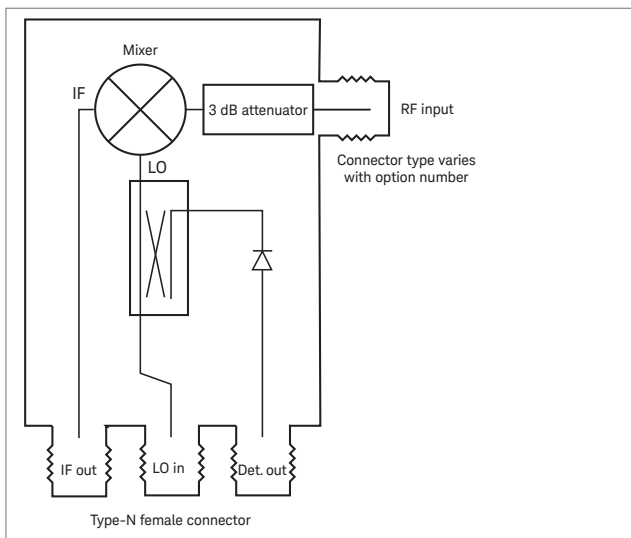 Mixer
IF
3 dB attenuator
RF input
Connector type varies
with option number
LO
IF out
LO in
Det. out
Type-N female connector